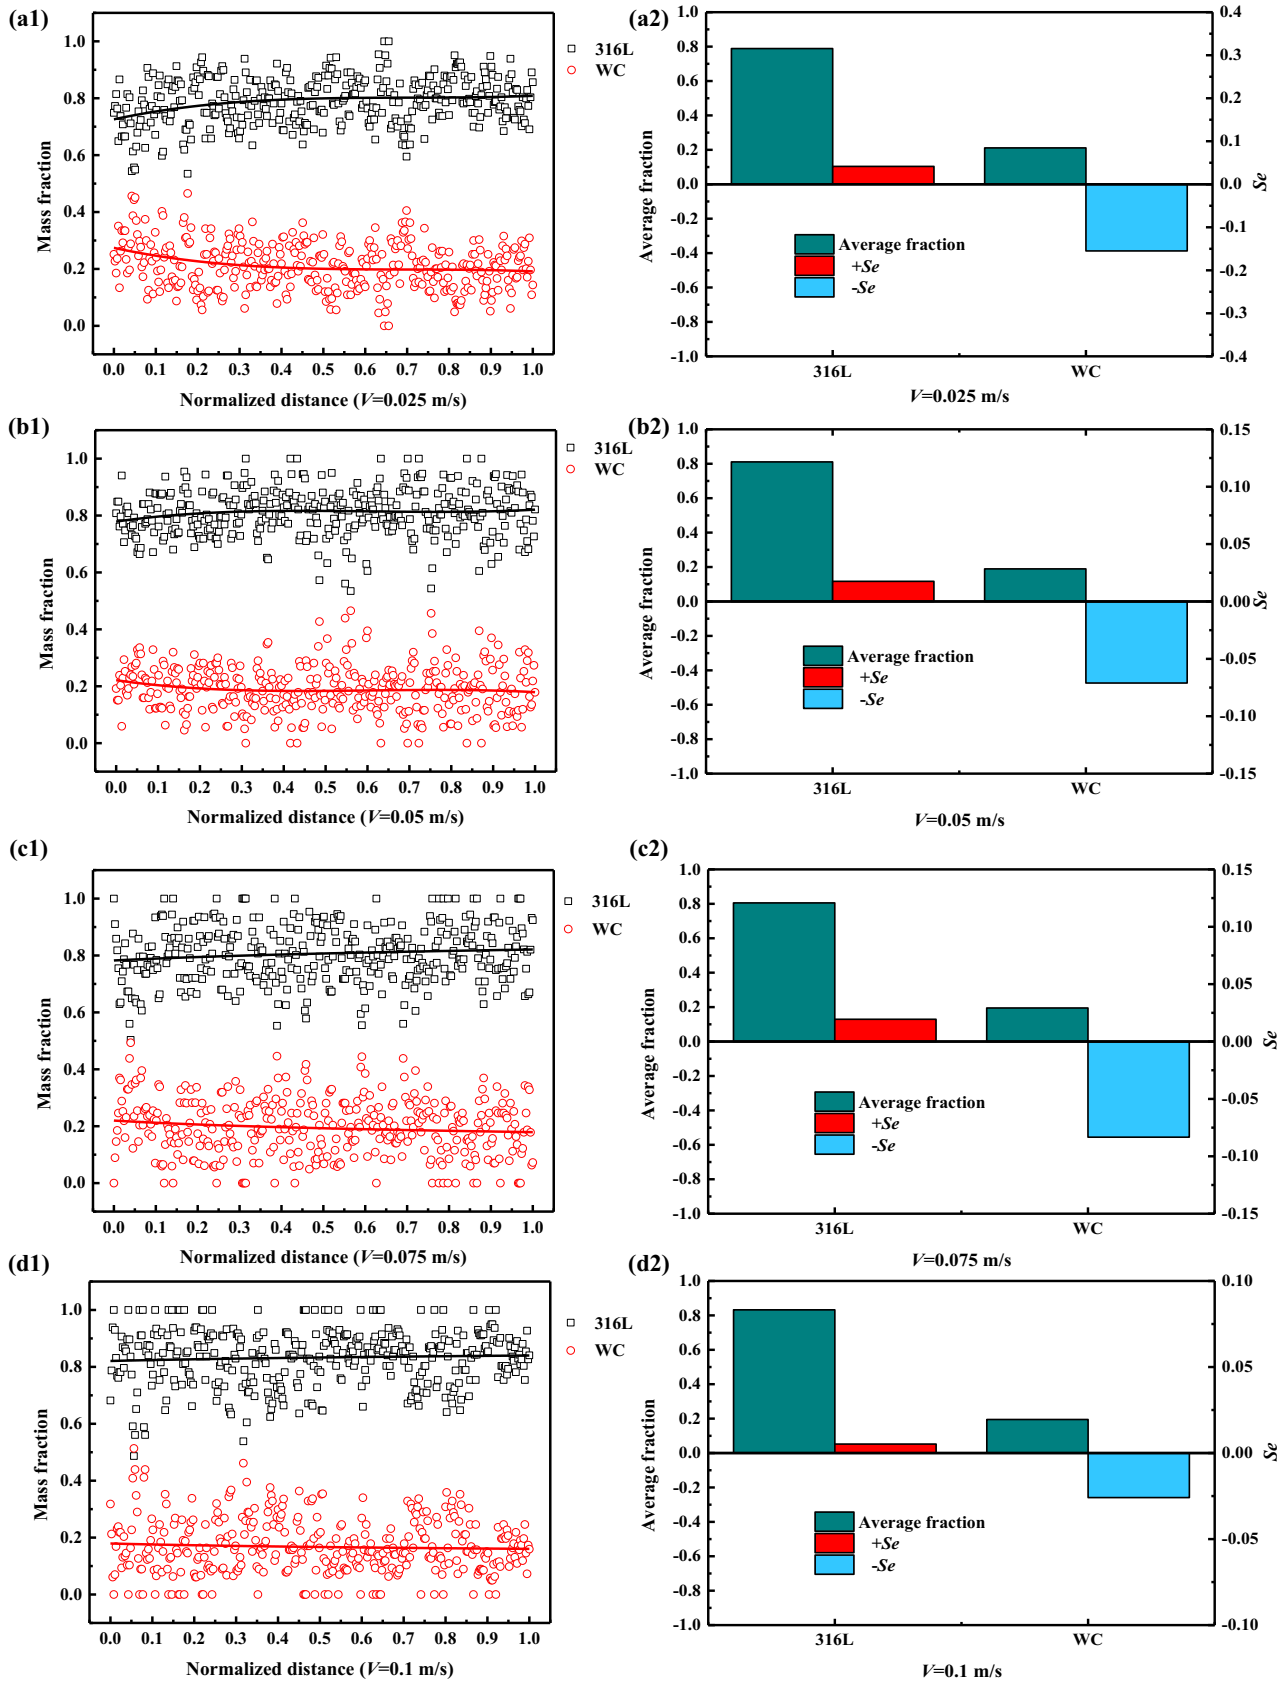 (a1)
316L
WC
1.0
0.8
0.6
0.4
0.2
0.0
Mass fraction
0.0 0.1 0.2 0.3 0.4 0.5 0.6 0.7 0.8 0.9 1.0
Normalized distance (V=0.025 m/s)
(a2)
1.0
0.8
0.6
0.4
0.2
0.0
-0.2
-0.4
-0.6
-0.8
-1.0
Average fraction
0.4
0.3
0.2
0.1
0.0
-0.1
-0.2
-0.3
-0.4
Se
Average fraction
+Se
-Se
316L WC
V=0.025 m/s
(b1)
316L
WC
1.0
0.8
0.6
0.4
0.2
0.0
Mass fraction
0.0 0.1 0.2 0.3 0.4 0.5 0.6 0.7 0.8 0.9 1.0
Normalized distance (V=0.05 m/s)
(b2)
1.0
0.8
0.6
0.4
0.2
0.0
-0.2
-0.4
-0.6
-0.8
-1.0
Average fraction
0.15
0.10
0.05
0.00
-0.05
-0.10
-0.15
Se
Average fraction
+Se
-Se
316L WC
V=0.05 m/s
(c1)
316L
WC
1.0
0.8
0.6
0.4
0.2
0.0
Mass fraction
0.0 0.1 0.2 0.3 0.4 0.5 0.6 0.7 0.8 0.9 1.0
Normalized distance (V=0.075 m/s)
(c2)
1.0
0.8
0.6
0.4
0.2
0.0
-0.2
-0.4
-0.6
-0.8
-1.0
Average fraction
0.15
0.10
0.05
0.00
-0.05
-0.10
-0.15
Se
Average fraction
+Se
-Se
316L WC
V=0.075 m/s
(d1)
316L
WC
1.0
0.8
0.6
0.4
0.2
0.0
Mass fraction
0.0 0.1 0.2 0.3 0.4 0.5 0.6 0.7 0.8 0.9 1.0
Normalized distance (V=0.1 m/s)
(d2)
1.0
0.8
0.6
0.4
0.2
0.0
-0.2
-0.4
-0.6
-0.8
-1.0
Average fraction
0.10
0.05
0.00
-0.05
-0.10
Se
Average fraction
+Se
-Se
316L WC
V=0.1 m/s